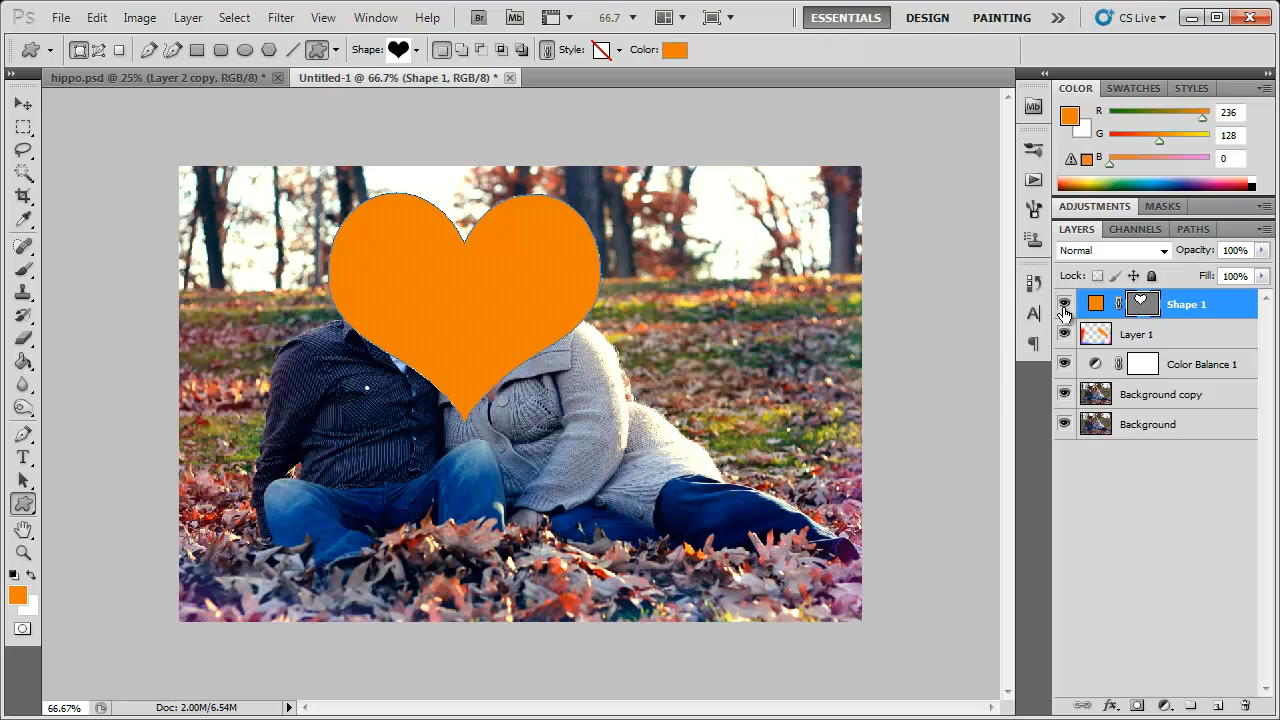 Ps File Edit Image Layer Select Filter View Window Help Br Mb 66.7 ESSENTIALS DESIGN PAINTING CS Live
Shape: Style: Color:
hippo.psd @ 25% (Layer 2 copy, RGB/8) * Untitled-1 @ 66.7% (Shape 1, RGB/8) *
COLOR SWATCHES STYLES
Mb
R 236
G 128
B 0
ADJUSTMENTS MASKS
LAYERS CHANNELS PATHS
Normal Opacity: 100%
Lock: Fill: 100%
Shape 1
Layer 1
Color Balance 1
Background copy
Background
T
A
66.67% Doc: 2.00M/6.54M
fx